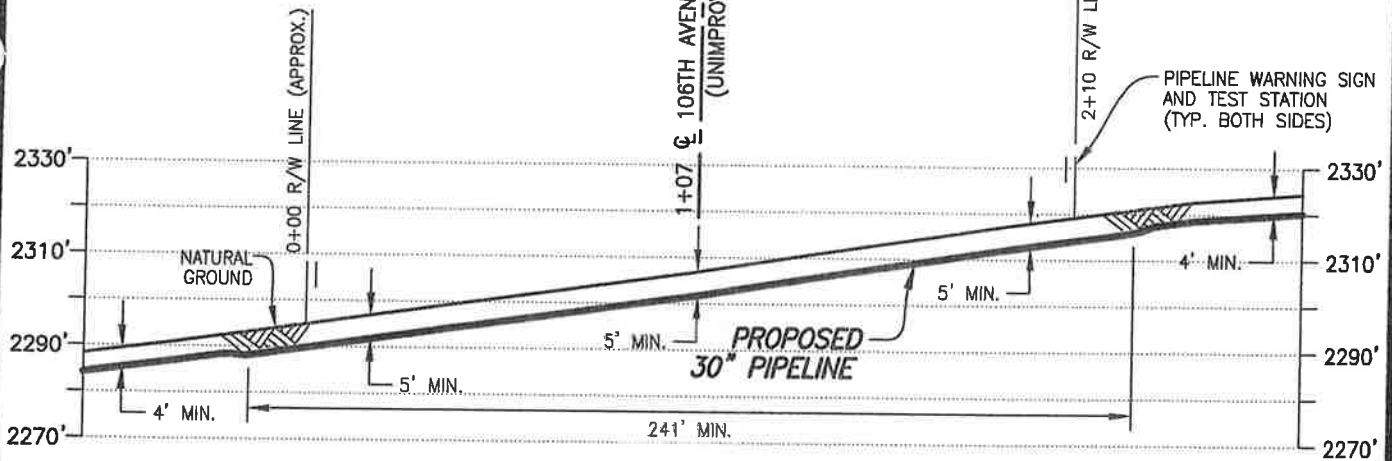 0+00 R/W LINE (APPROX.)
1+07 ℄ 106TH AVEN
(UNIMPROV
2+10 R/W LI
PIPELINE WARNING SIGN
AND TEST STATION
(TYP. BOTH SIDES)
2330'
2330'
2310'
2310'
NATURAL
GROUND
4' MIN.
5' MIN.
2290'
2290'
5' MIN.
PROPOSED
30" PIPELINE
5' MIN.
4' MIN.
241' MIN.
2270'
2270'